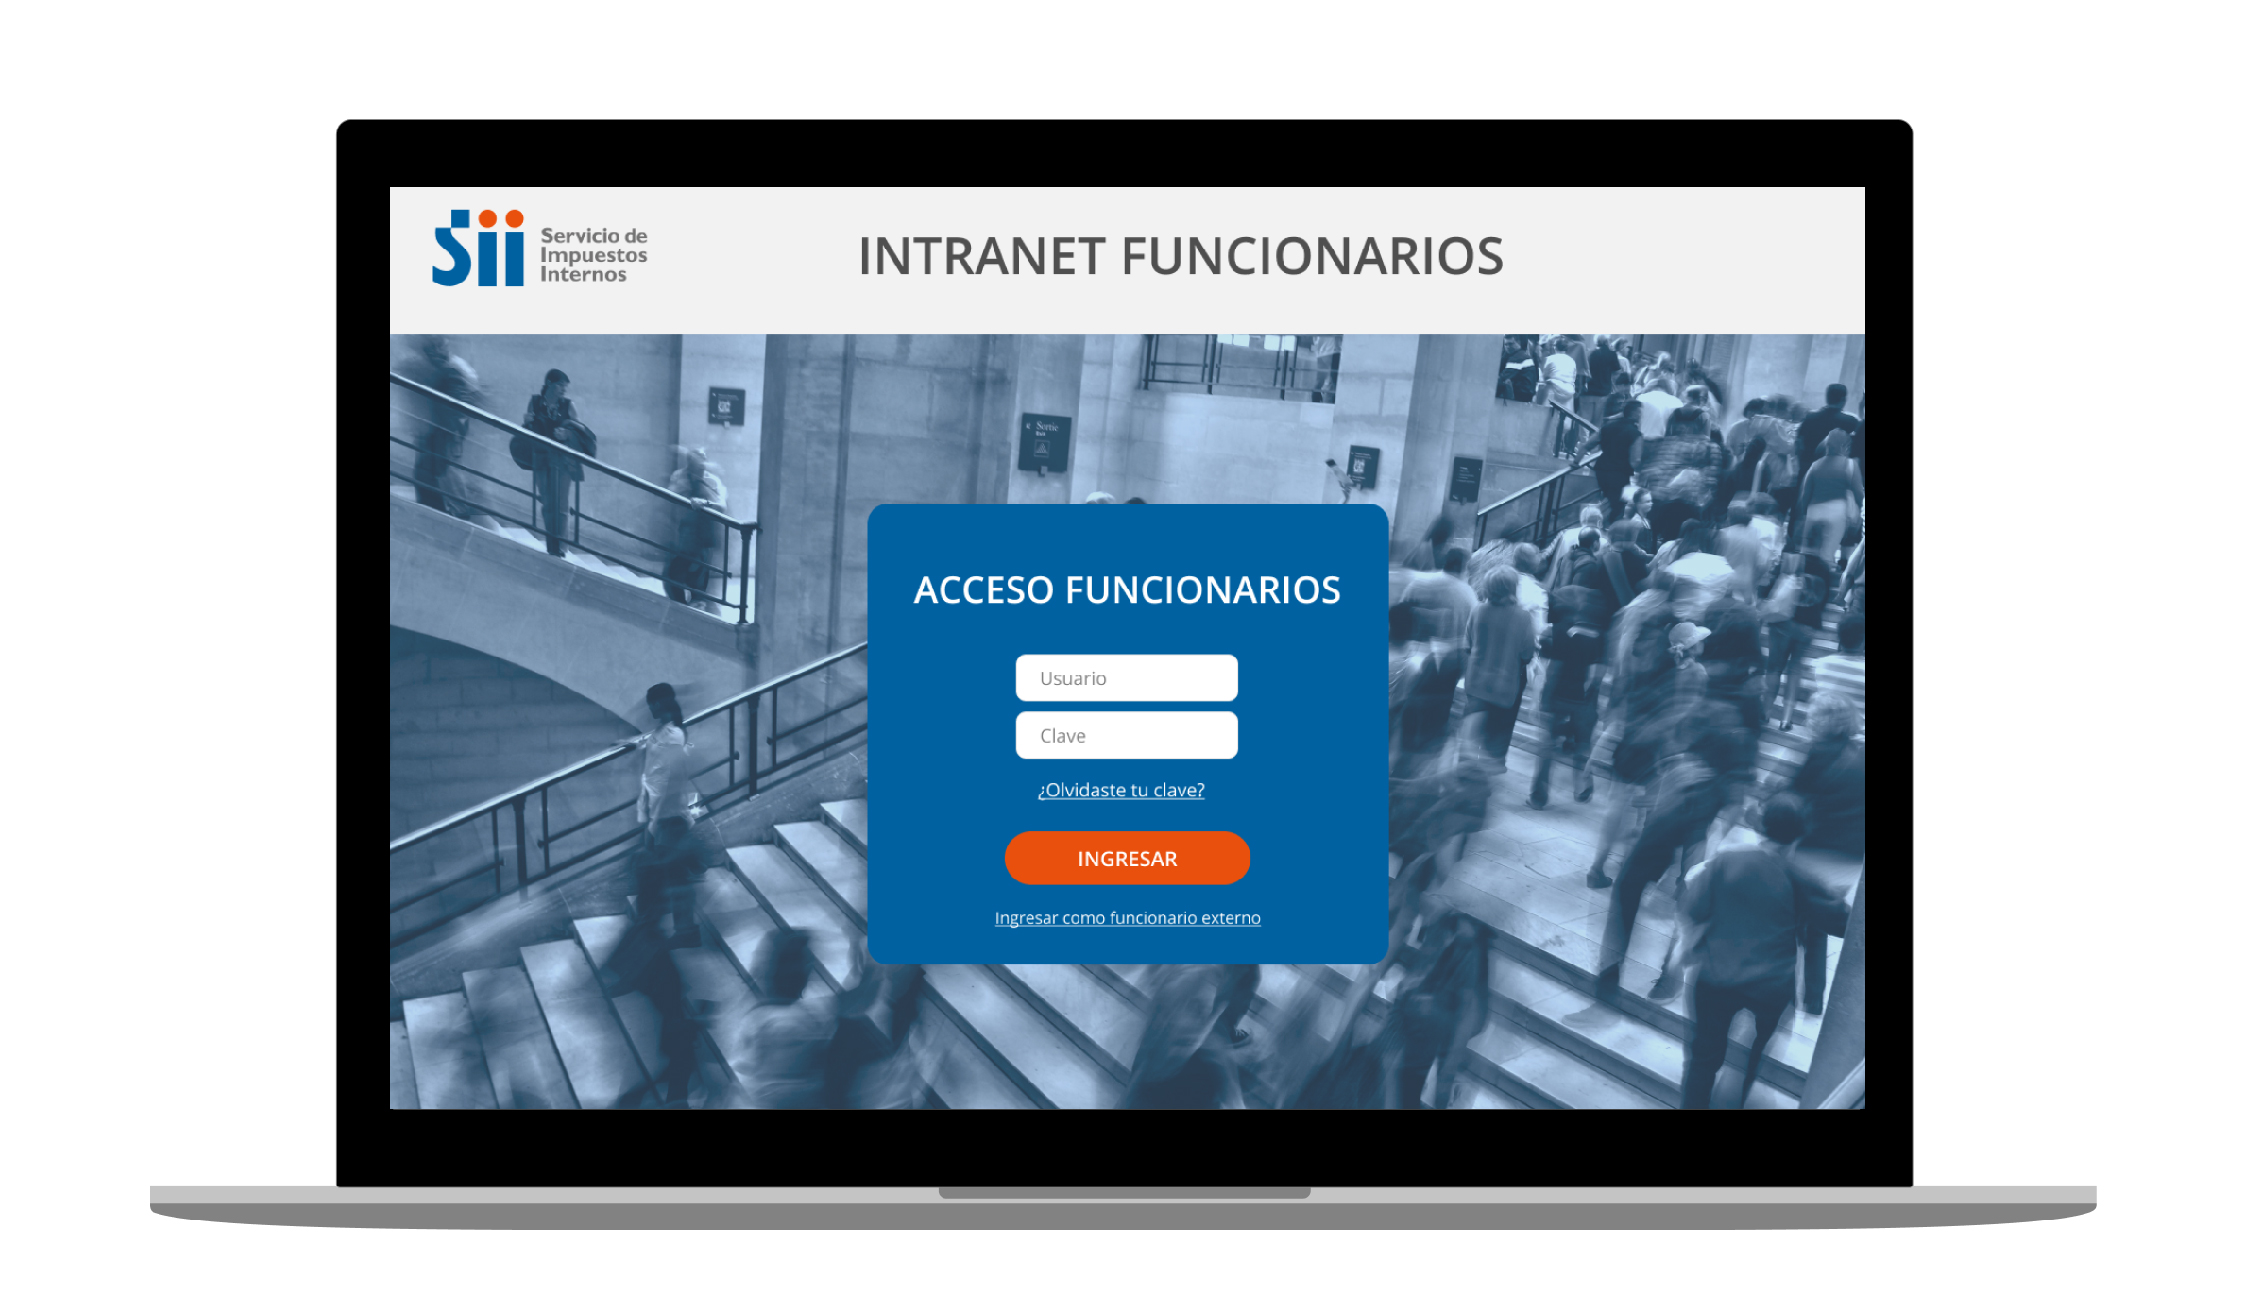 Sii
Servicio de
Impuestos
Internos
INTRANET FUNCIONARIOS
Sortie
ACCESO FUNCIONARIOS
Usuario
Clave
¿Olvidaste tu clave?
INGRESAR
Ingresar como funcionario externo